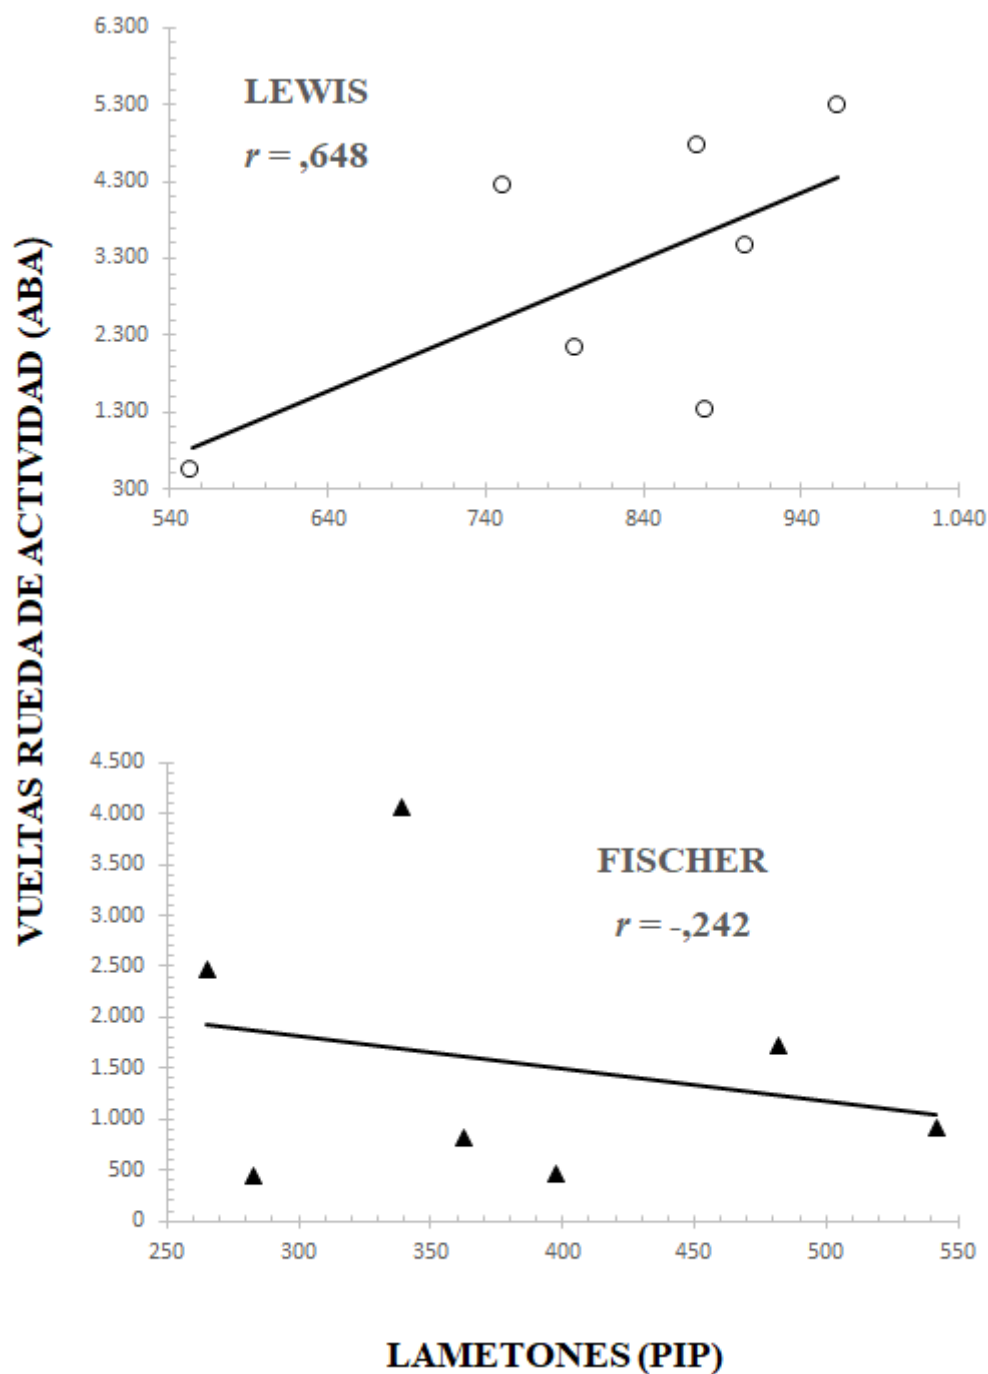 VUELTAS RUEDA DE ACTIVIDAD (ABA)
6.300
5.300
4.300
3.300
2.300
1.300
300
LEWIS
r = ,648
540 640 740 840 940 1.040
4.500
4.000
3.500
3.000
2.500
2.000
1.500
1.000
500
0
FISCHER
r = -,242
250 300 350 400 450 500 550
LAMETONES (PIP)